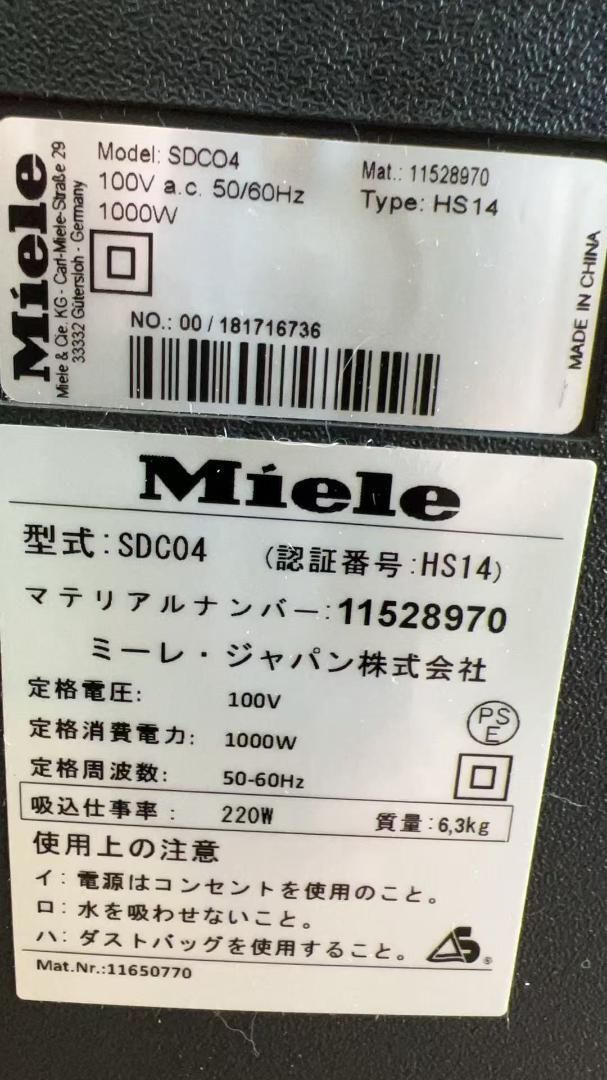 Miele
Miele & Cie. KG - Carl-Miele-Straße 29
33332 Gütersloh - Germany
Model: SDCO4
100V a.c. 50/60Hz
1000W
Mat.: 11528970
Type: HS14
NO.: 00 / 181716736
MADE IN CHINA
Miele
型式:SDC04 (認証番号:HS14)
マテリアルナンバー:11528970
ミーレ・ジャパン株式会社
定格電圧: 100V
定格消費電力: 1000W
定格周波数: 50-60Hz
PS
E
吸込仕事率: 220W 質量:6,3kg
使用上の注意
イ:電源はコンセントを使用のこと。
ロ:水を吸わせないこと。
ハ:ダストバッグを使用すること。
Mat.Nr.:11650770